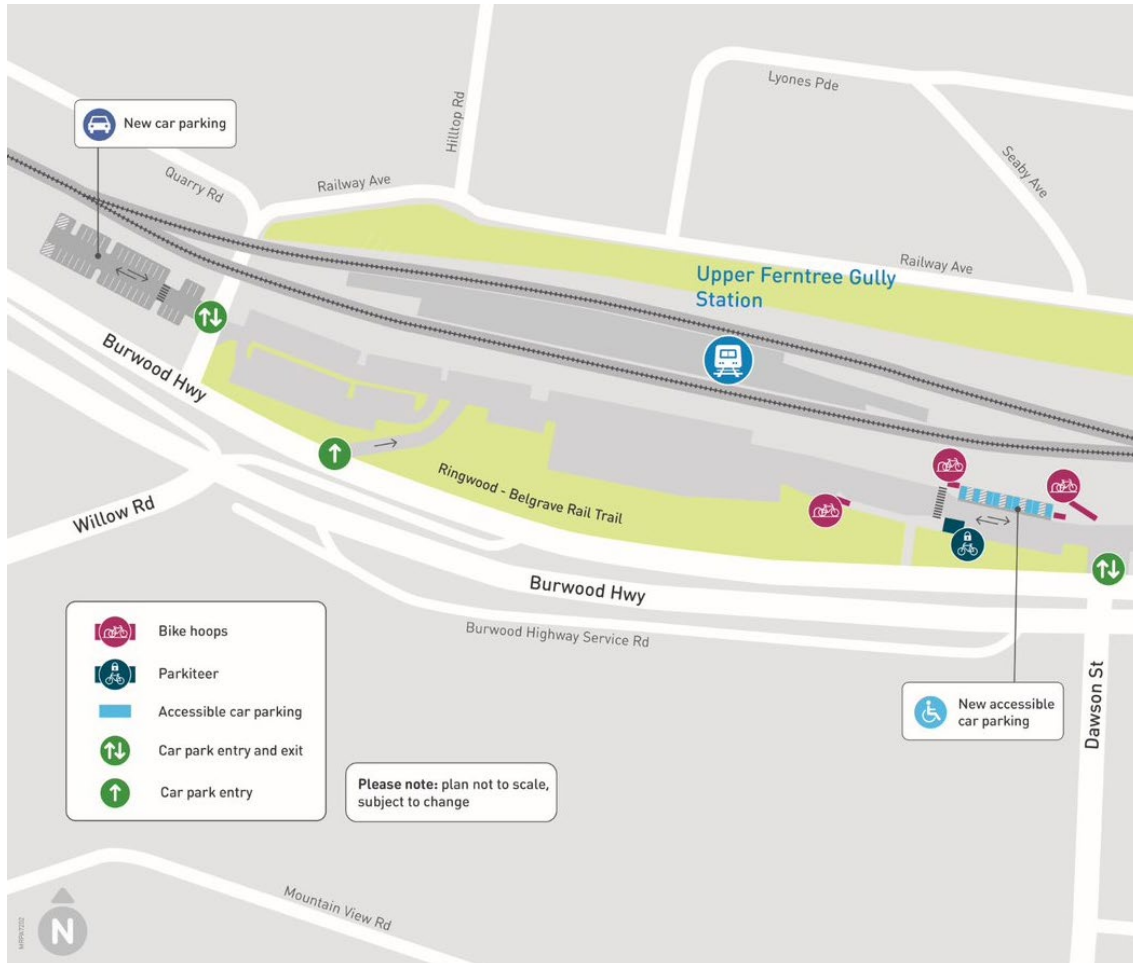 Lyones Pde
Hilltop Rd
New car parking
Seaby Ave
Quarry Rd
Railway Ave
Railway Ave
Upper Ferntree Gully
Station
Burwood Hwy
Ringwood - Belgrave Rail Trail
Willow Rd
Burwood Hwy
Burwood Highway Service Rd
Bike hoops
Parkiteer
Accessible car parking
Car park entry and exit
Car park entry
New accessible
car parking
Dawson St
Please note: plan not to scale,
subject to change
Mountain View Rd
N
MRPA7202